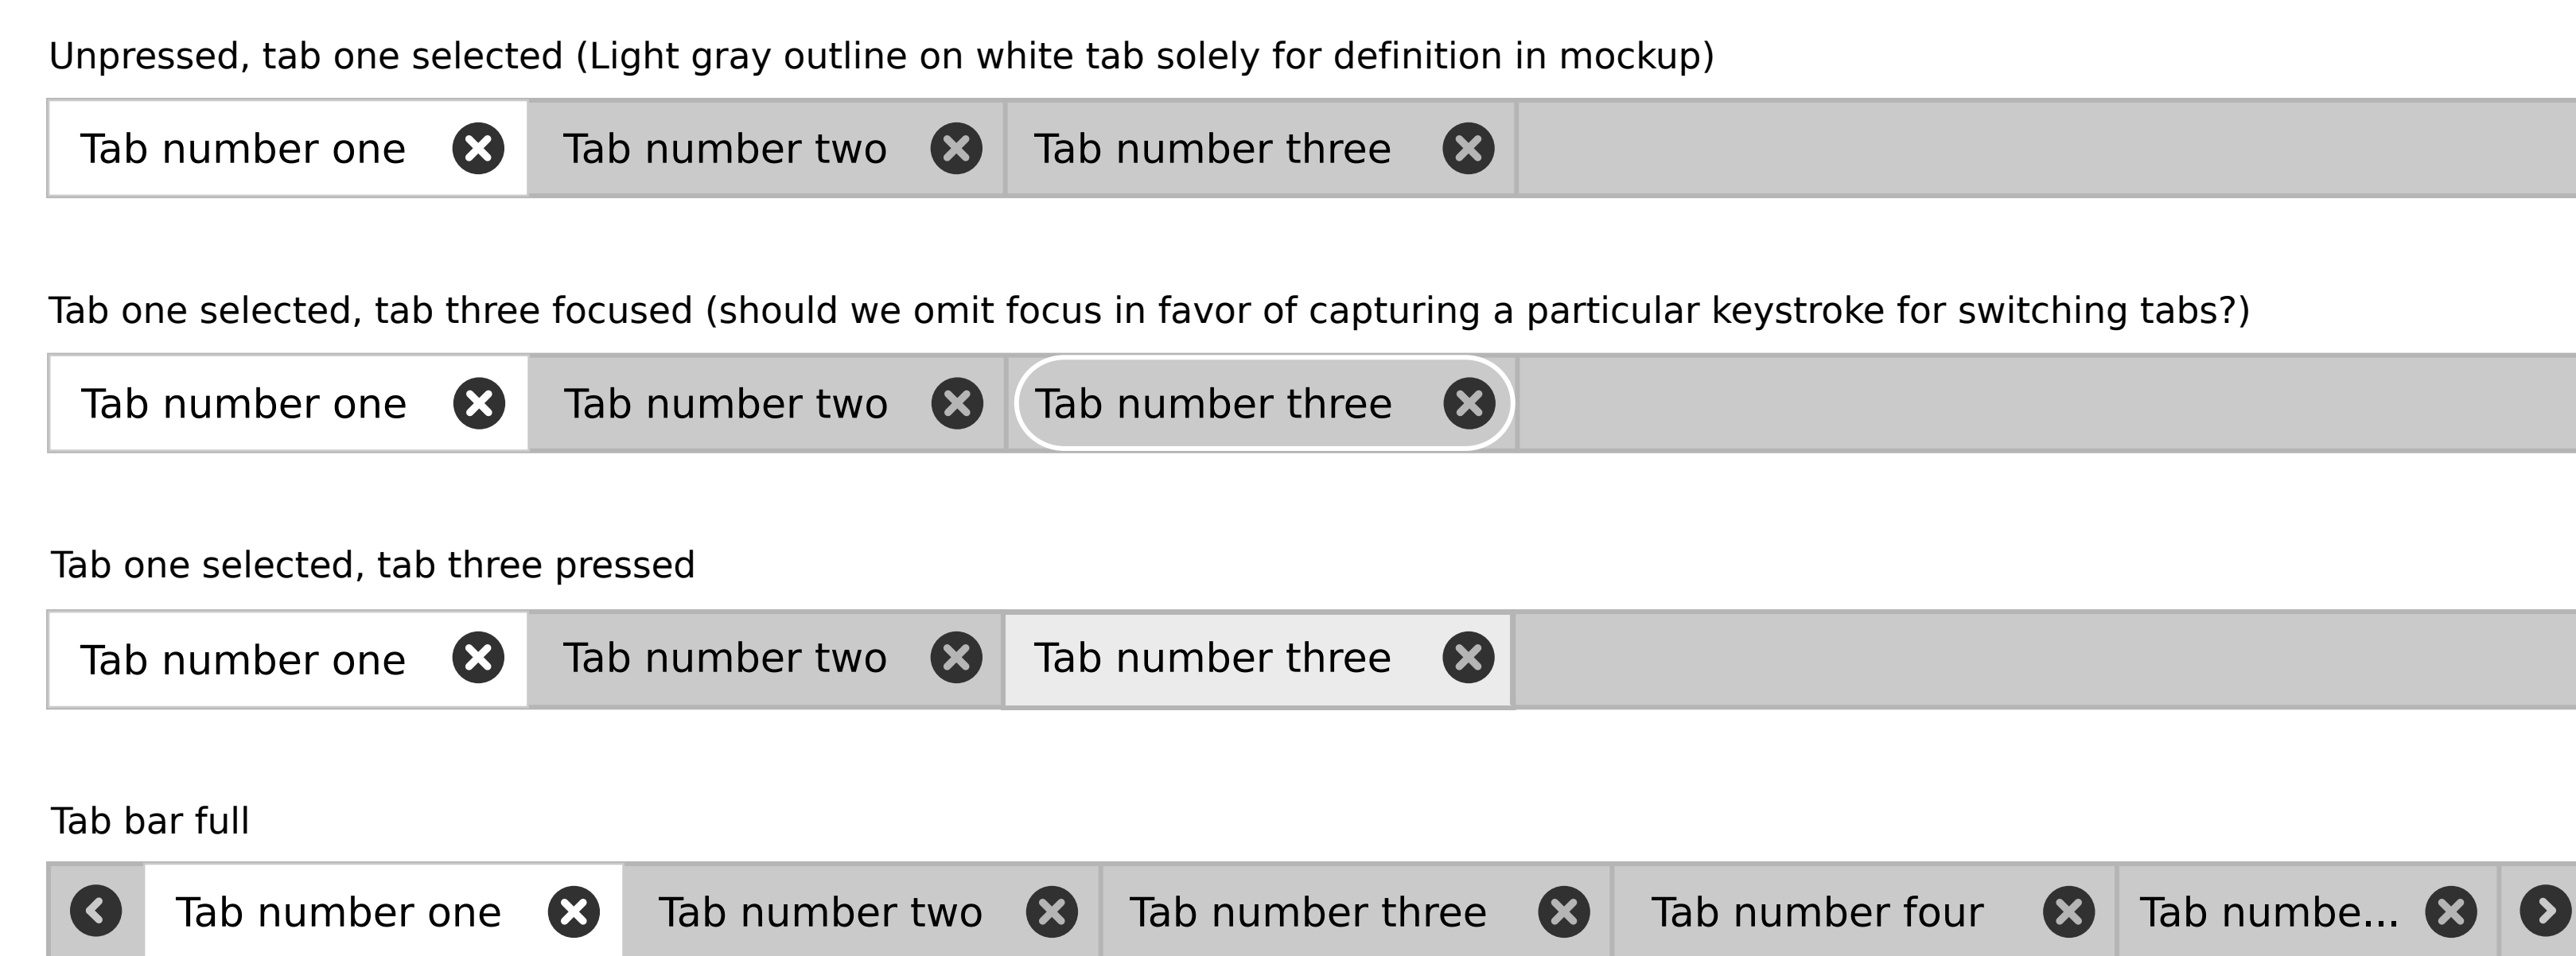 Unpressed, tab one selected (Light gray outline on white tab solely for definition in mockup)
Tab number one Tab number two Tab number three
Tab one selected, tab three focused (should we omit focus in favor of capturing a particular keystroke for switching tabs?)
Tab number one Tab number two Tab number three
Tab one selected, tab three pressed
Tab number one Tab number two Tab number three
Tab bar full
Tab number one Tab number two Tab number three Tab number four Tab numbe...